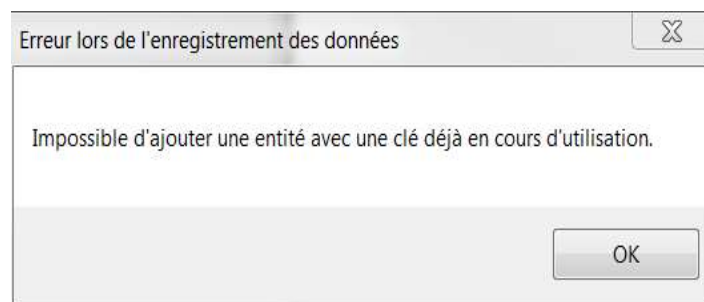 Erreur lors de l'enregistrement des données
Impossible d'ajouter une entité avec une clé déjà en cours d'utilisation.
OK